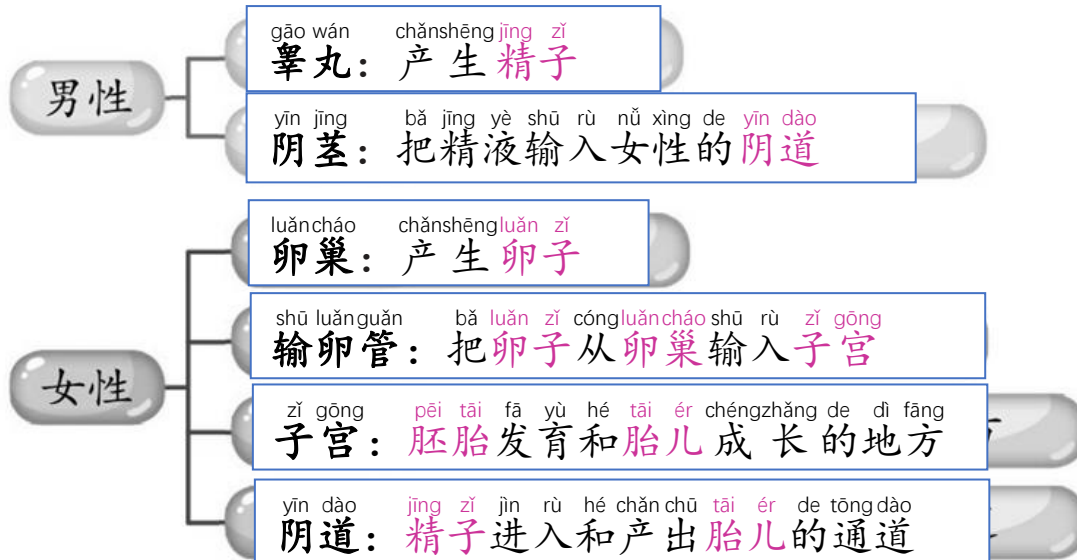 男性
gāo wán chǎnshēng jīng zǐ
睾丸：产生精子
yīn jīng bǎ jīng yè shū rù nǚ xìng de yīn dào
阴茎：把精液输入女性的阴道
女性
luǎncháo chǎnshēng luǎn zǐ
卵巢：产生卵子
shū luǎnguǎn bǎ luǎn zǐ cóng luǎncháo shū rù zǐ gōng
输卵管：把卵子从卵巢输入子宫
zǐ gōng pēi tāi fā yù hé tāi ér chéngzhǎng de dì fāng
子宫：胚胎发育和胎儿成长的地方
yīn dào jīng zǐ jìn rù hé chǎn chū tāi ér de tōng dào
阴道：精子进入和产出胎儿的通道